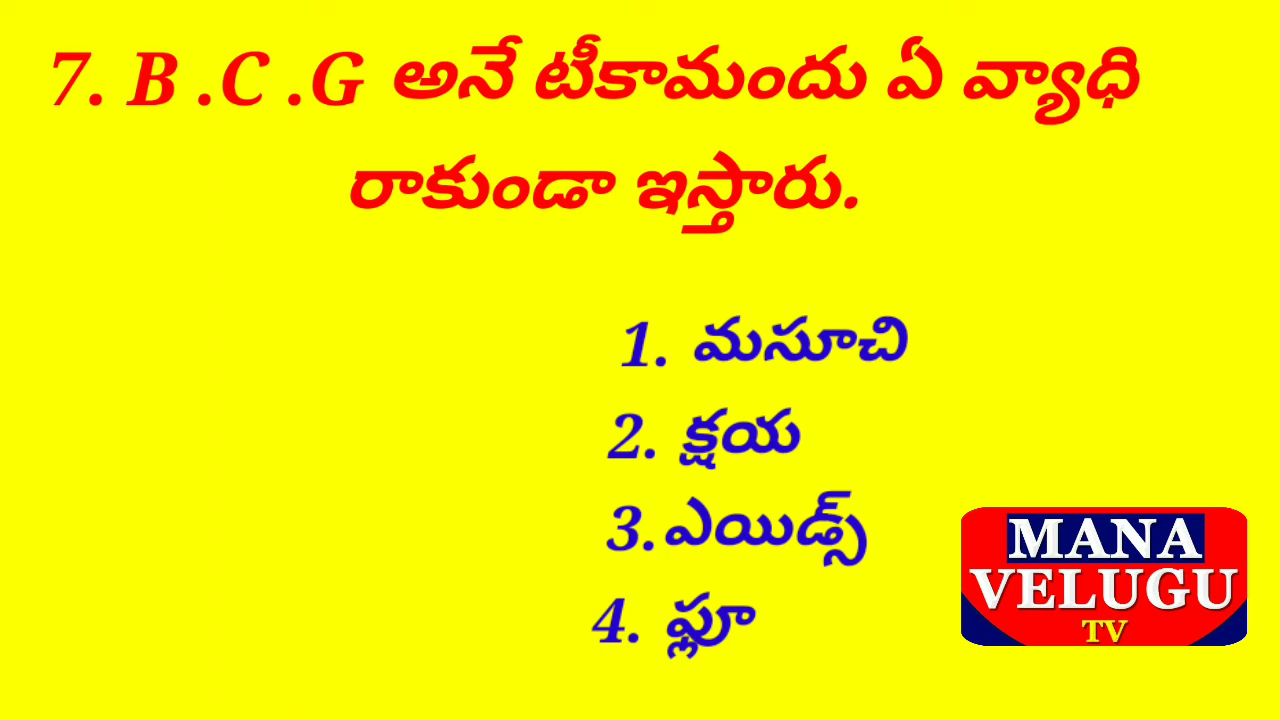 7. B .C .G అనే టీకామందు ఏ వ్యాధి
రాకుండా ఇస్తారు.
1. మసూచి
2. క్షయ
3.ఎయిడ్స్
4. ఫ్లూ
MANA
VELUGU
TV